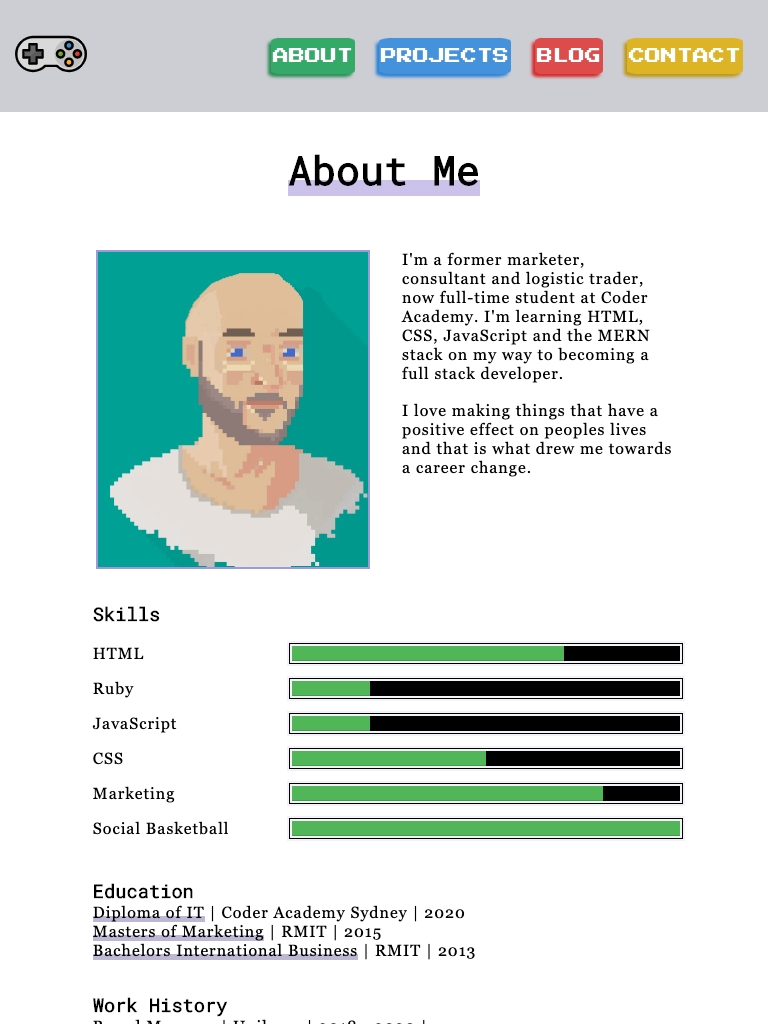 ABOUT PROJECTS BLOG CONTACT
About Me
I'm a former marketer,
consultant and logistic trader,
now full-time student at Coder
Academy. I'm learning HTML,
CSS, JavaScript and the MERN
stack on my way to becoming a
full stack developer.
I love making things that have a
positive effect on peoples lives
and that is what drew me towards
a career change.
Skills
HTML
Ruby
JavaScript
CSS
Marketing
Social Basketball
Education
Diploma of IT | Coder Academy Sydney | 2020
Masters of Marketing | RMIT | 2015
Bachelors International Business | RMIT | 2013
Work History